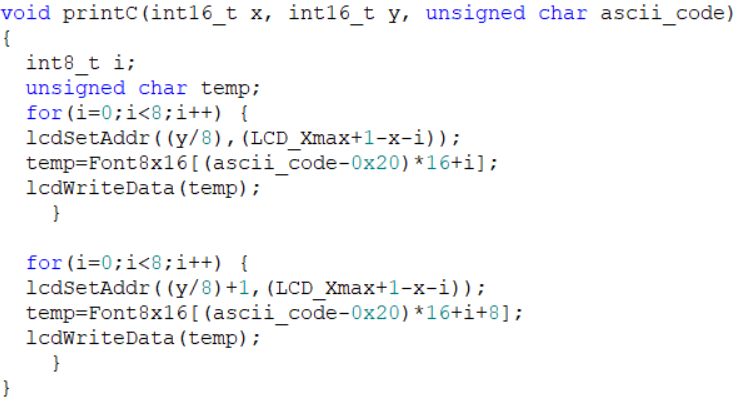 void printC(int16_t x, int16_t y, unsigned char ascii_code)
{
  int8_t i;
  unsigned char temp;
  for(i=0;i<8;i++) {
  lcdSetAddr((y/8),(LCD_Xmax+1-x-i));
  temp=Font8x16[(ascii_code-0x20)*16+i];
  lcdWriteData(temp);
    }

  for(i=0;i<8;i++) {
  lcdSetAddr((y/8)+1,(LCD_Xmax+1-x-i));
  temp=Font8x16[(ascii_code-0x20)*16+i+8];
  lcdWriteData(temp);
    }
}